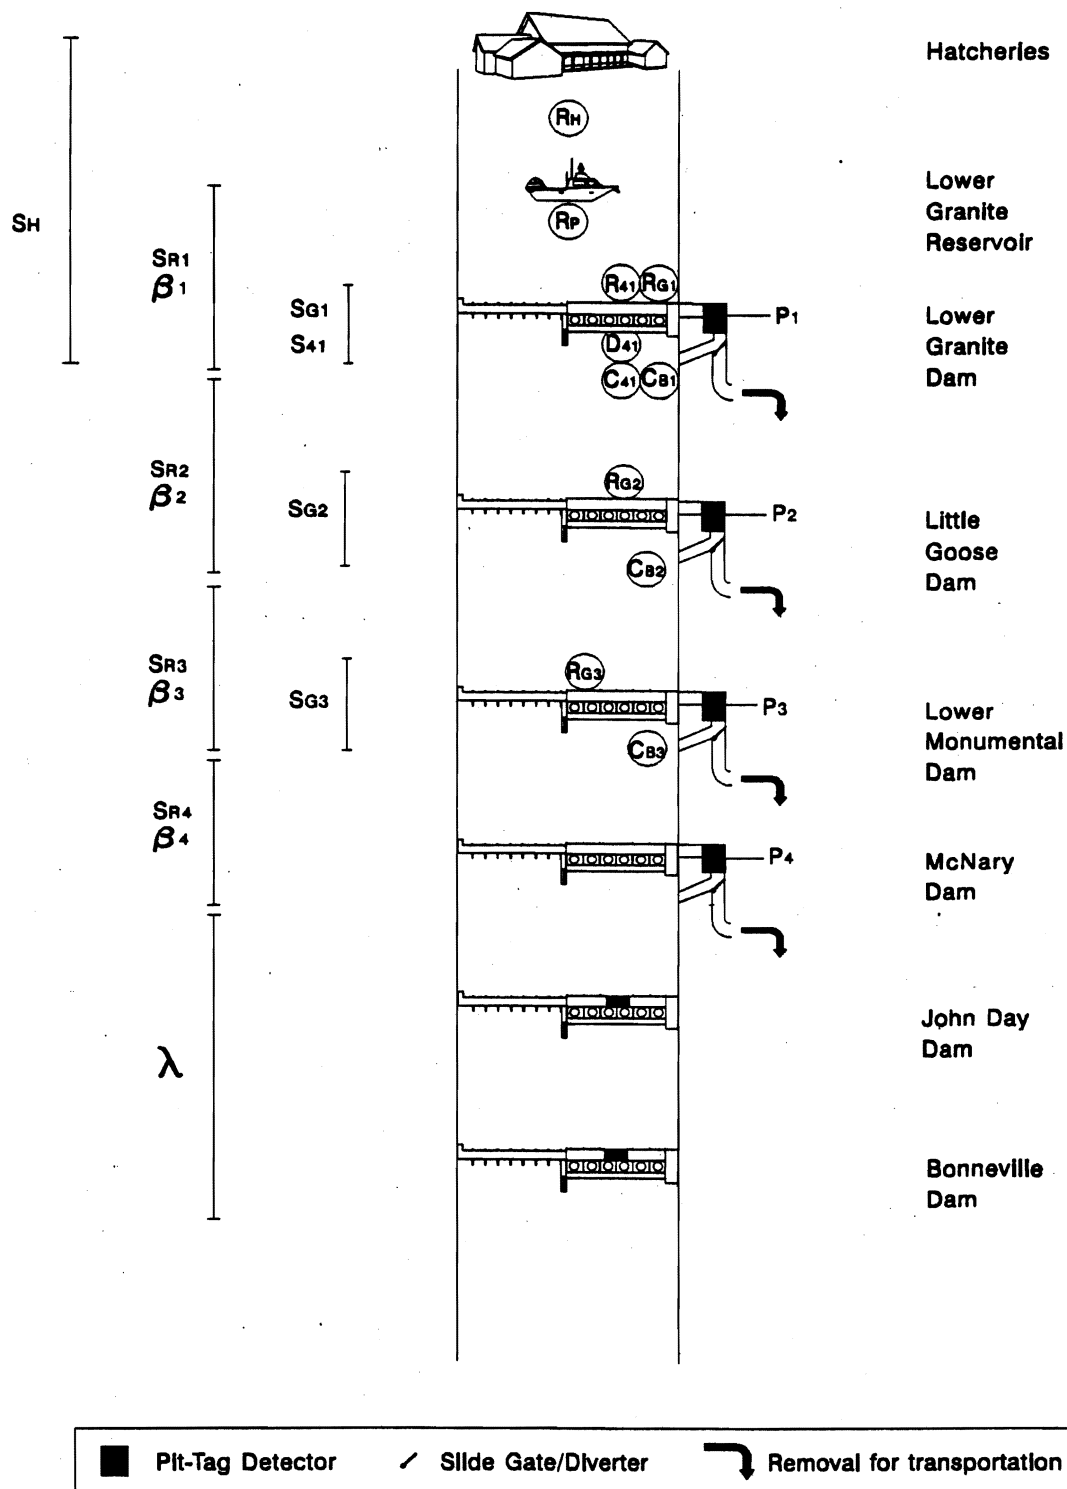 Hatcheries
RH
Lower
Granite
Reservoir
RP
SH
SR1
β1
R41 RG1
SG1
S41
P1
Lower
Granite
Dam
D41
C41 CB1
SR2
β2
RG2
SG2
P2
Little
Goose
Dam
CB2
SR3
β3
RG3
SG3
P3
Lower
Monumental
Dam
CB3
SR4
β4
P4
McNary
Dam
John Day
Dam
λ
Bonneville
Dam
Pit-Tag Detector
Slide Gate/Diverter
Removal for transportation